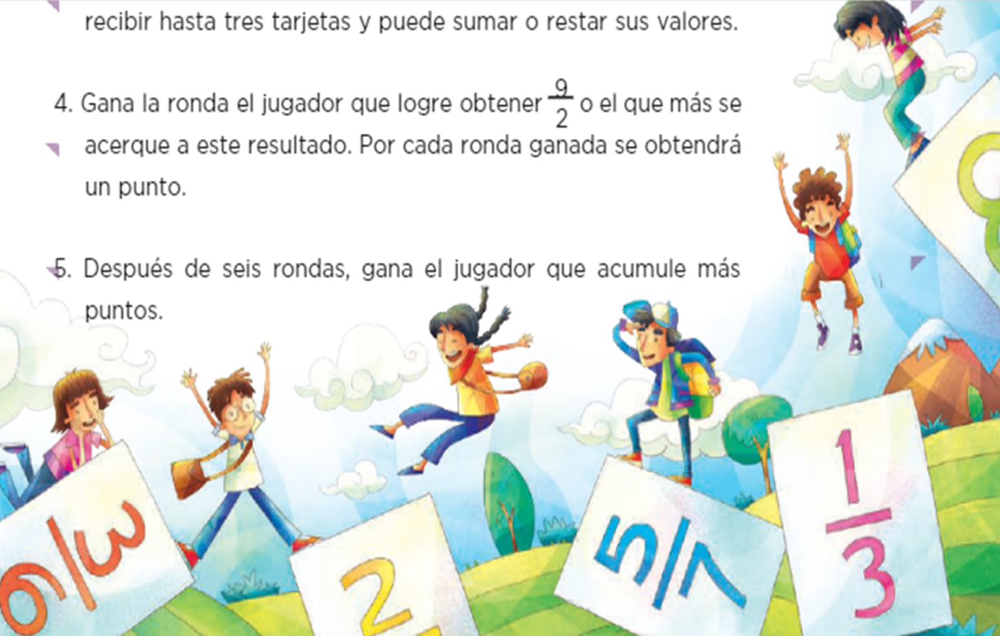 recibir hasta tres tarjetas y puede sumar o restar sus valores.
4. Gana la ronda el jugador que logre obtener 9/2 o el que más se
acerque a este resultado. Por cada ronda ganada se obtendrá
un punto.
5. Después de seis rondas, gana el jugador que acumule más
puntos.
6/3
2
5/7
1/3
8